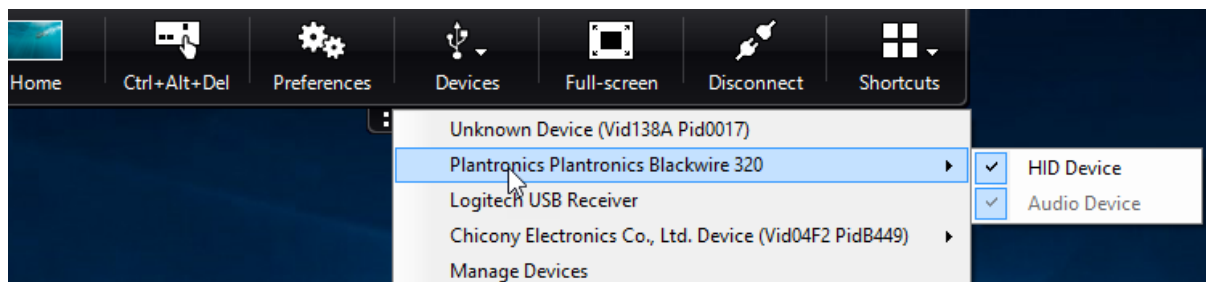 Home
Ctrl+Alt+Del
Preferences
Devices
Full-screen
Disconnect
Shortcuts
Unknown Device (Vid138A Pid0017)
Plantronics Plantronics Blackwire 320
HID Device
Logitech USB Receiver
Audio Device
Chicony Electronics Co., Ltd. Device (Vid04F2 PidB449)
Manage Devices